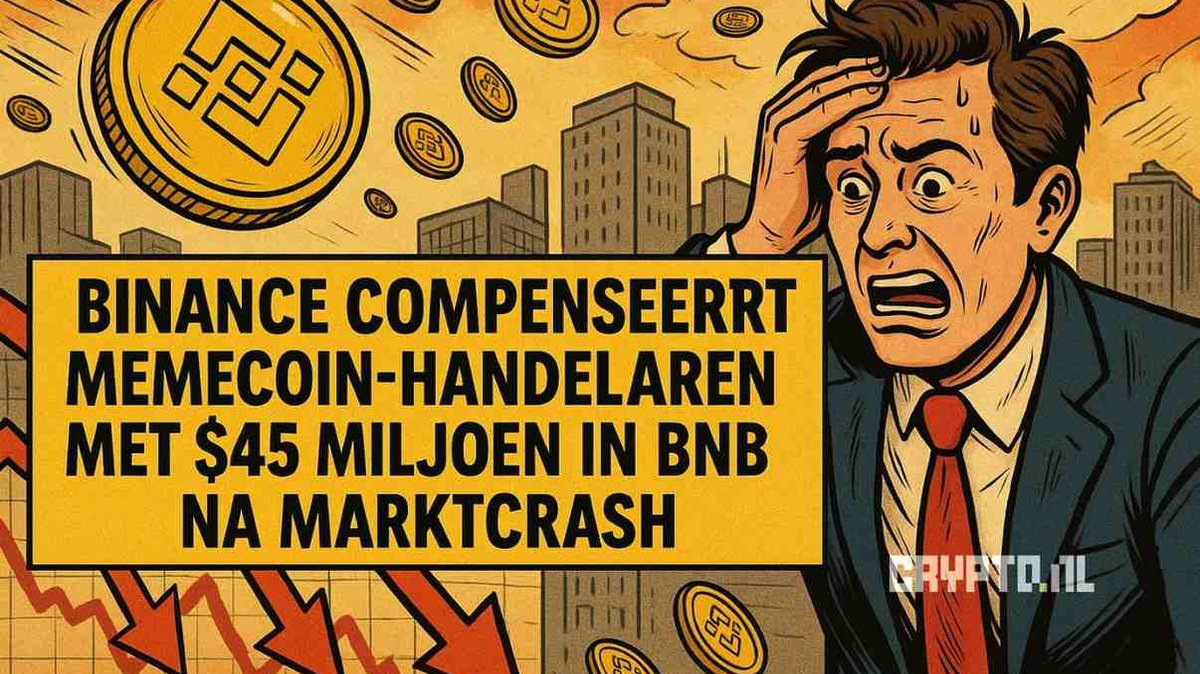 BINANCE COMPENSEERRT
MEMECOIN-HANDELAREN
MET $45 MILJOEN IN BNB
NA MARKTCRASH
CRYPTO.NL